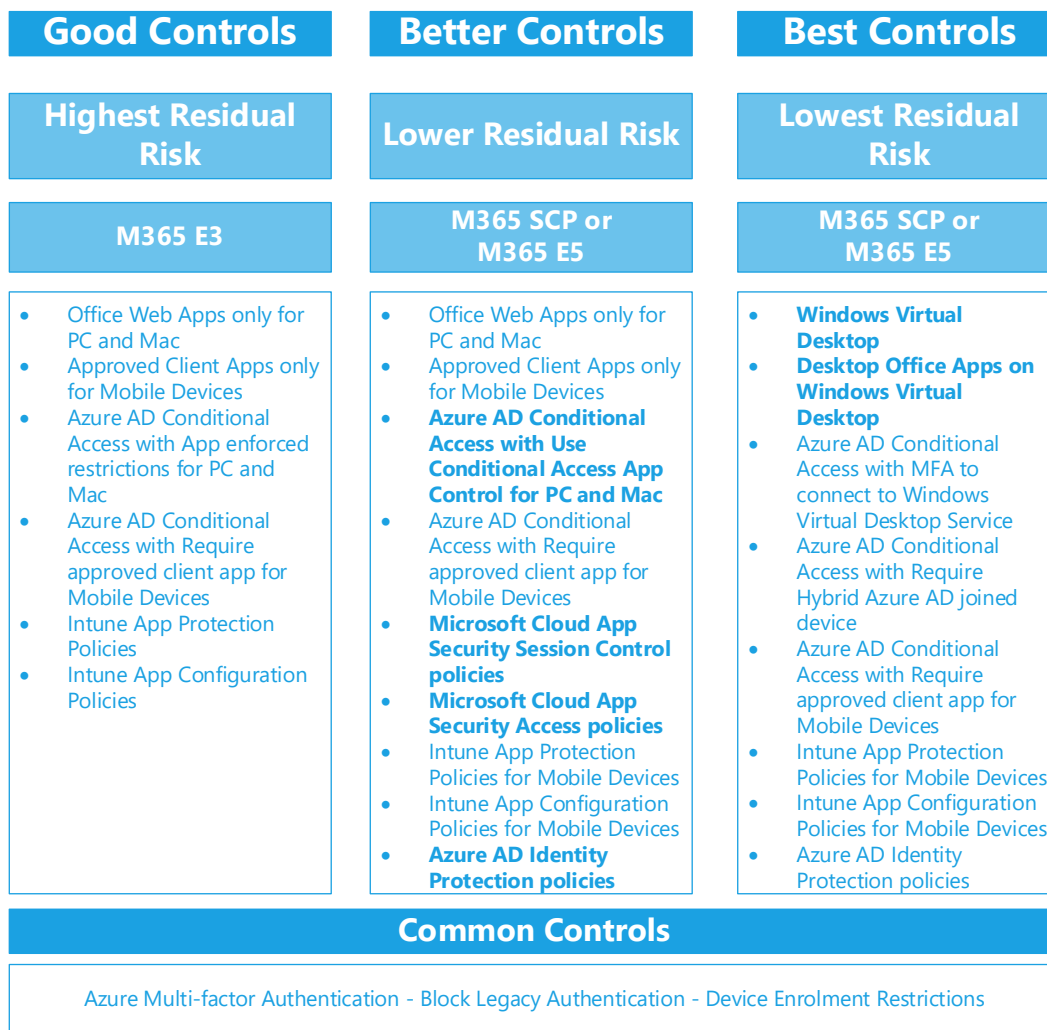 Good Controls
Highest Residual
Risk
M365 E3
• Office Web Apps only for
PC and Mac
• Approved Client Apps only
for Mobile Devices
• Azure AD Conditional
Access with App enforced
restrictions for PC and
Mac
• Azure AD Conditional
Access with Require
approved client app for
Mobile Devices
• Intune App Protection
Policies
• Intune App Configuration
Policies
Better Controls
Lower Residual Risk
M365 SCP or
M365 E5
• Office Web Apps only for
PC and Mac
• Approved Client Apps only
for Mobile Devices
• Azure AD Conditional
Access with Use
Conditional Access App
Control for PC and Mac
• Azure AD Conditional
Access with Require
approved client app for
Mobile Devices
• Microsoft Cloud App
Security Session Control
policies
• Microsoft Cloud App
Security Access policies
• Intune App Protection
Policies for Mobile Devices
• Intune App Configuration
Policies for Mobile Devices
• Azure AD Identity
Protection policies
Best Controls
Lowest Residual
Risk
M365 SCP or
M365 E5
• Windows Virtual
Desktop
• Desktop Office Apps on
Windows Virtual
Desktop
• Azure AD Conditional
Access with MFA to
connect to Windows
Virtual Desktop Service
• Azure AD Conditional
Access with Require
Hybrid Azure AD joined
device
• Azure AD Conditional
Access with Require
approved client app for
Mobile Devices
• Intune App Protection
Policies for Mobile Devices
• Intune App Configuration
Policies for Mobile Devices
• Azure AD Identity
Protection policies
Common Controls
Azure Multi-factor Authentication - Block Legacy Authentication - Device Enrolment Restrictions